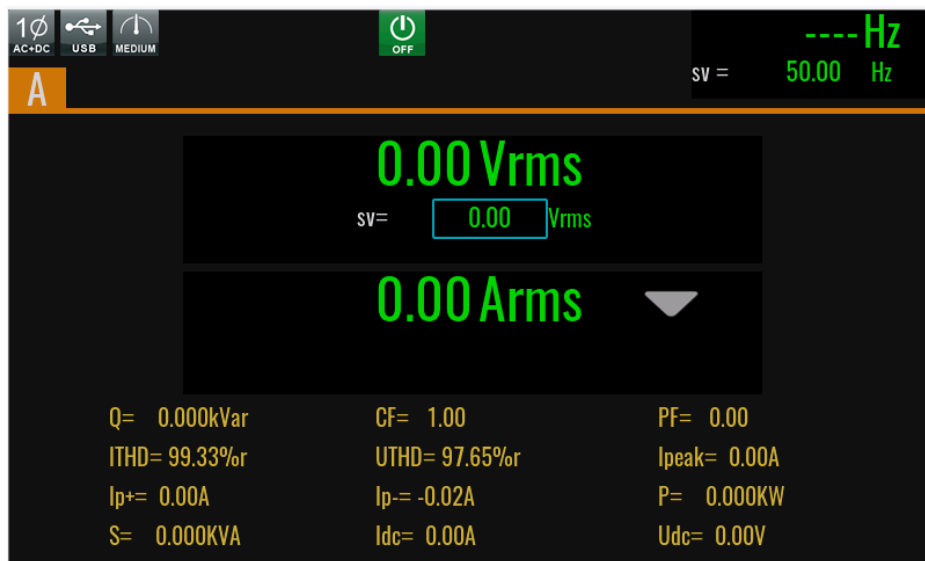 1Ø
AC+DC
USB
MEDIUM
OFF
---- Hz
sv = 50.00 Hz
A
0.00 Vrms
sv= 0.00 Vrms
0.00 Arms
Q= 0.000kVar CF= 1.00 PF= 0.00
ITHD= 99.33%r UTHD= 97.65%r Ipeak= 0.00A
Ip+= 0.00A Ip-= -0.02A P= 0.000KW
S= 0.000KVA Idc= 0.00A Udc= 0.00V